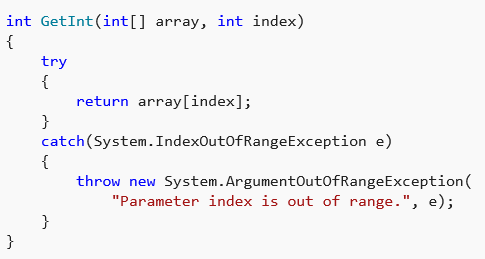 int GetInt(int[] array, int index)
{
    try
    {
        return array[index];
    }
    catch(System.IndexOutOfRangeException e)
    {
        throw new System.ArgumentOutOfRangeException(
            "Parameter index is out of range.", e);
    }
}